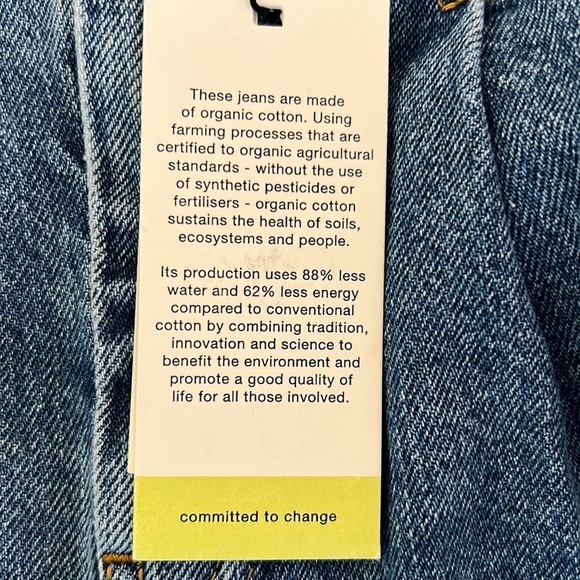 These jeans are made
of organic cotton. Using
farming processes that are
certified to organic agricultural
standards - without the use
of synthetic pesticides or
fertilisers - organic cotton
sustains the health of soils,
ecosystems and people.
Its production uses 88% less
water and 62% less energy
compared to conventional
cotton by combining tradition,
innovation and science to
benefit the environment and
promote a good quality of
life for all those involved.
committed to change